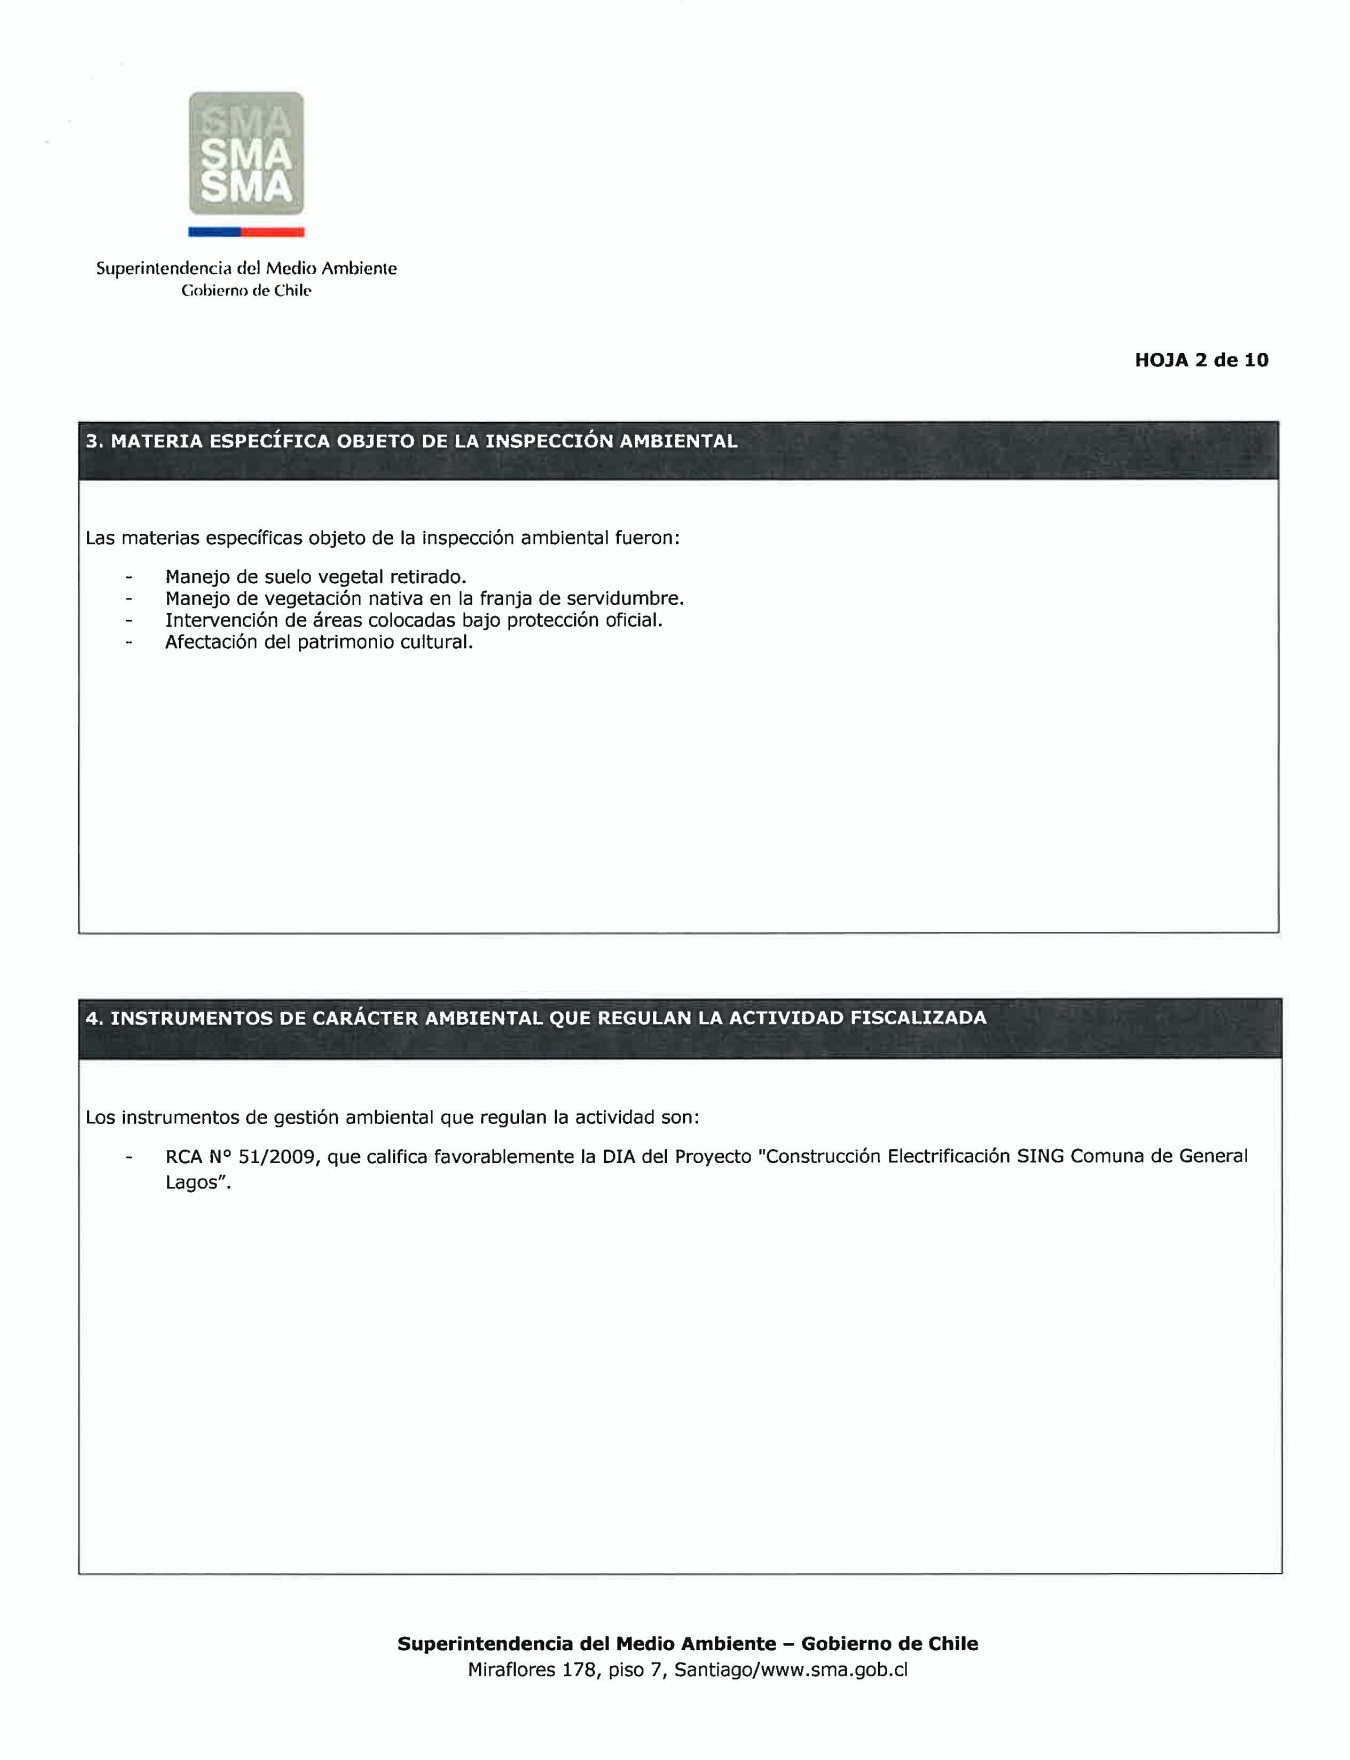 SMA
SMA
SMA
Superintendencia del Medio Ambiente
Gobierno de Chile
HOJA 2 de 10
3. MATERIA ESPECÍFICA OBJETO DE LA INSPECCIÓN AMBIENTAL
Las materias específicas objeto de la inspección ambiental fueron:
- Manejo de suelo vegetal retirado.
- Manejo de vegetación nativa en la franja de servidumbre.
- Intervención de áreas colocadas bajo protección oficial.
- Afectación del patrimonio cultural.
4. INSTRUMENTOS DE CARÁCTER AMBIENTAL QUE REGULAN LA ACTIVIDAD FISCALIZADA
Los instrumentos de gestión ambiental que regulan la actividad son:
- RCA Nº 51/2009, que califica favorablemente la DIA del Proyecto "Construcción Electrificación SING Comuna de General
Lagos".
Superintendencia del Medio Ambiente – Gobierno de Chile
Miraflores 178, piso 7, Santiago/www.sma.gob.cl